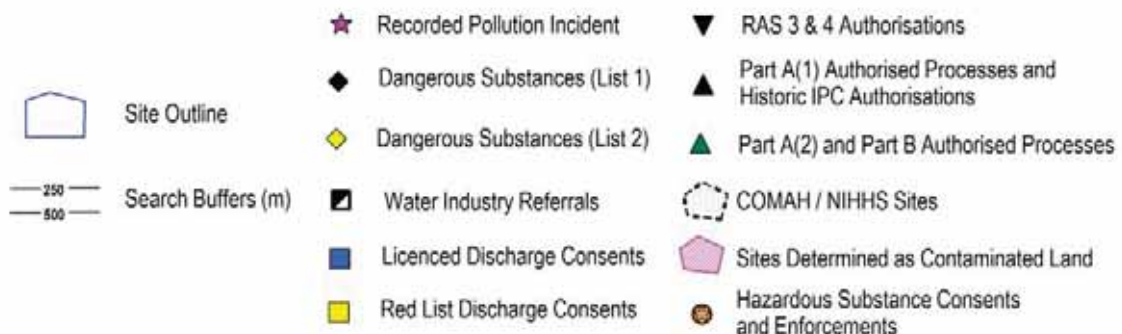 Site Outline
250
500
Search Buffers (m)
Recorded Pollution Incident
Dangerous Substances (List 1)
Dangerous Substances (List 2)
Water Industry Referrals
Licenced Discharge Consents
Red List Discharge Consents
RAS 3 & 4 Authorisations
Part A(1) Authorised Processes and
Historic IPC Authorisations
Part A(2) and Part B Authorised Processes
COMAH / NIHHS Sites
Sites Determined as Contaminated Land
Hazardous Substance Consents
and Enforcements